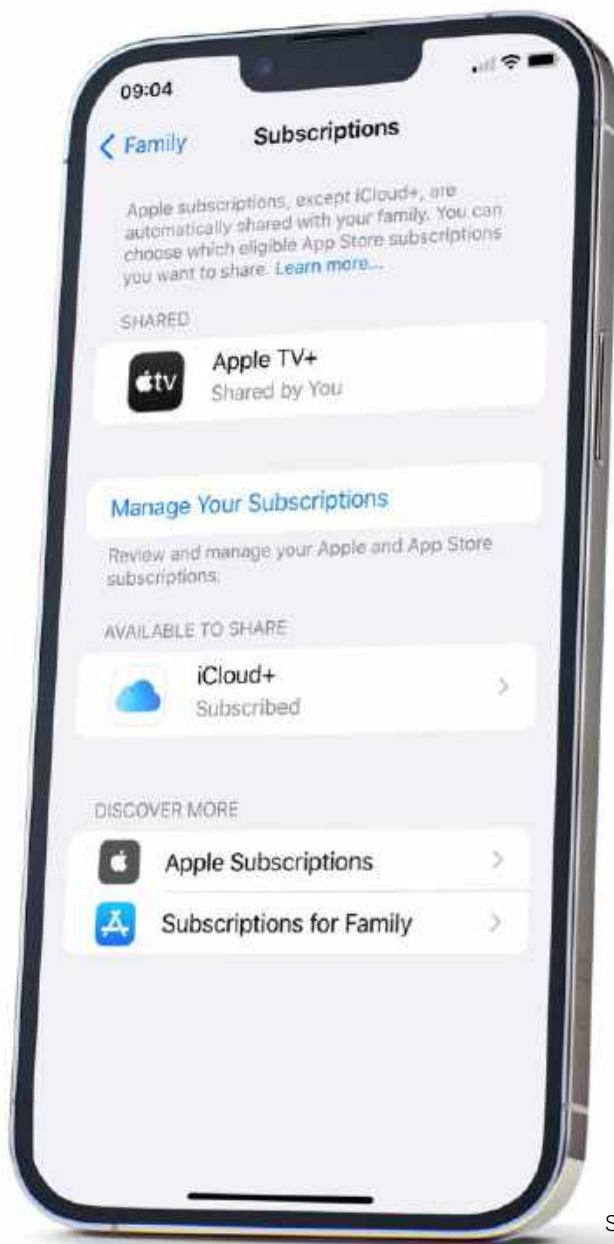 09:04
Family
Subscriptions
Apple subscriptions, except iCloud+, are
automatically shared with your family. You can
choose which eligible App Store subscriptions
you want to share. Learn more...
SHARED
tv
Apple TV+
Shared by You
Manage Your Subscriptions
Review and manage your Apple and App Store
subscriptions.
AVAILABLE TO SHARE
iCloud+
Subscribed
DISCOVER MORE
Apple Subscriptions
Subscriptions for Family